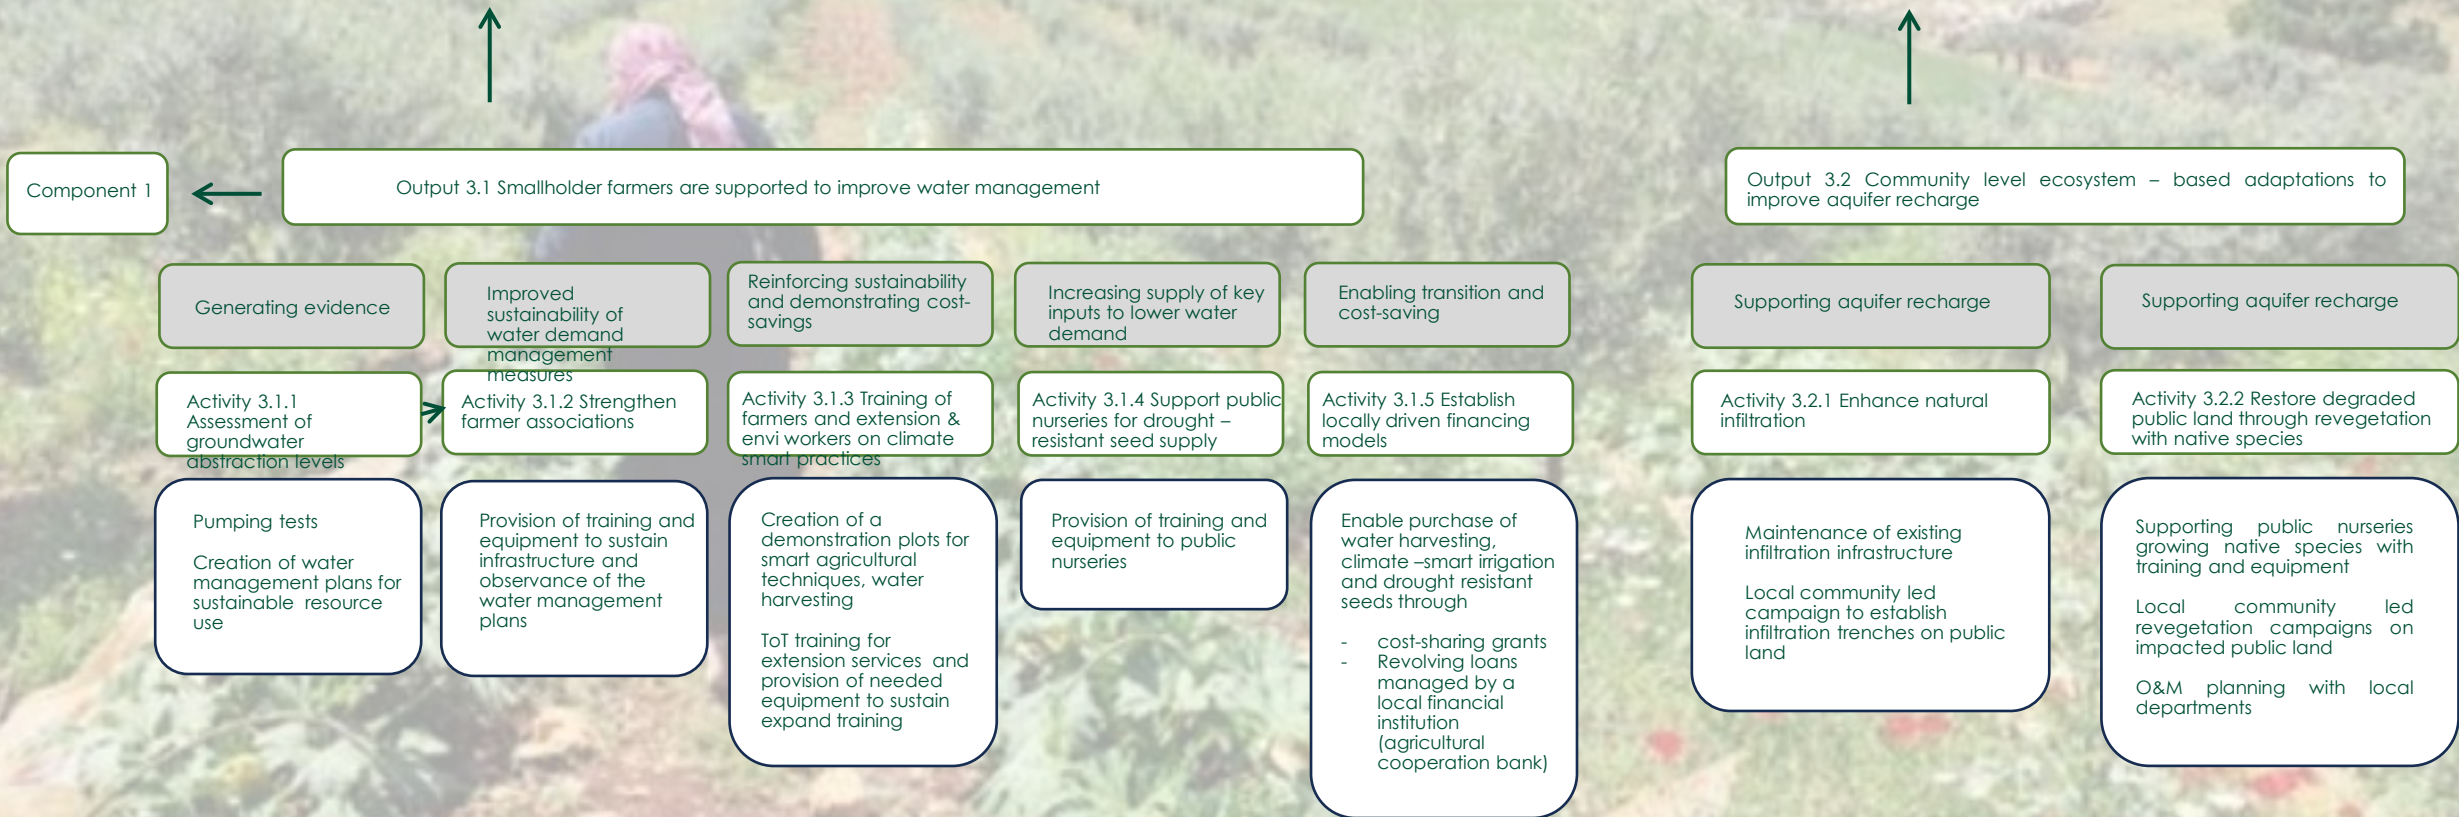 Component 1
Output 3.1 Smallholder farmers are supported to improve water management
Output 3.2 Community level ecosystem – based adaptations to
improve aquifer recharge
Generating evidence
Improved
sustainability of
water demand
management
measures
Reinforcing sustainability
and demonstrating cost-
savings
Increasing supply of key
inputs to lower water
demand
Enabling transition and
cost-saving
Supporting aquifer recharge
Supporting aquifer recharge
Activity 3.1.1
Assessment of
groundwater
abstraction levels
Activity 3.1.2 Strengthen
farmer associations
Activity 3.1.3 Training of
farmers and extension &
envi workers on climate
smart practices
Activity 3.1.4 Support public
nurseries for drought –
resistant seed supply
Activity 3.1.5 Establish
locally driven financing
models
Activity 3.2.1 Enhance natural
infiltration
Activity 3.2.2 Restore degraded
public land through revegetation
with native species
Pumping tests
Creation of water
management plans for
sustainable resource
use
Provision of training and
equipment to sustain
infrastructure and
observance of the
water management
plans
Creation of a
demonstration plots for
smart agricultural
techniques, water
harvesting
ToT training for
extension services and
provision of needed
equipment to sustain
expand training
Provision of training and
equipment to public
nurseries
Enable purchase of
water harvesting,
climate –smart irrigation
and drought resistant
seeds through
- cost-sharing grants
- Revolving loans
managed by a
local financial
institution
(agricultural
cooperation bank)
Maintenance of existing
infiltration infrastructure
Local community led
campaign to establish
infiltration trenches on public
land
Supporting public nurseries
growing native species with
training and equipment
Local community led
revegetation campaigns on
impacted public land
O&M planning with local
departments